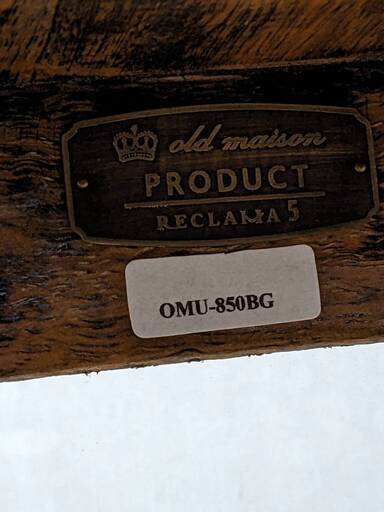 old maison
PRODUCT
RECLAMA 5
OMU-850BG